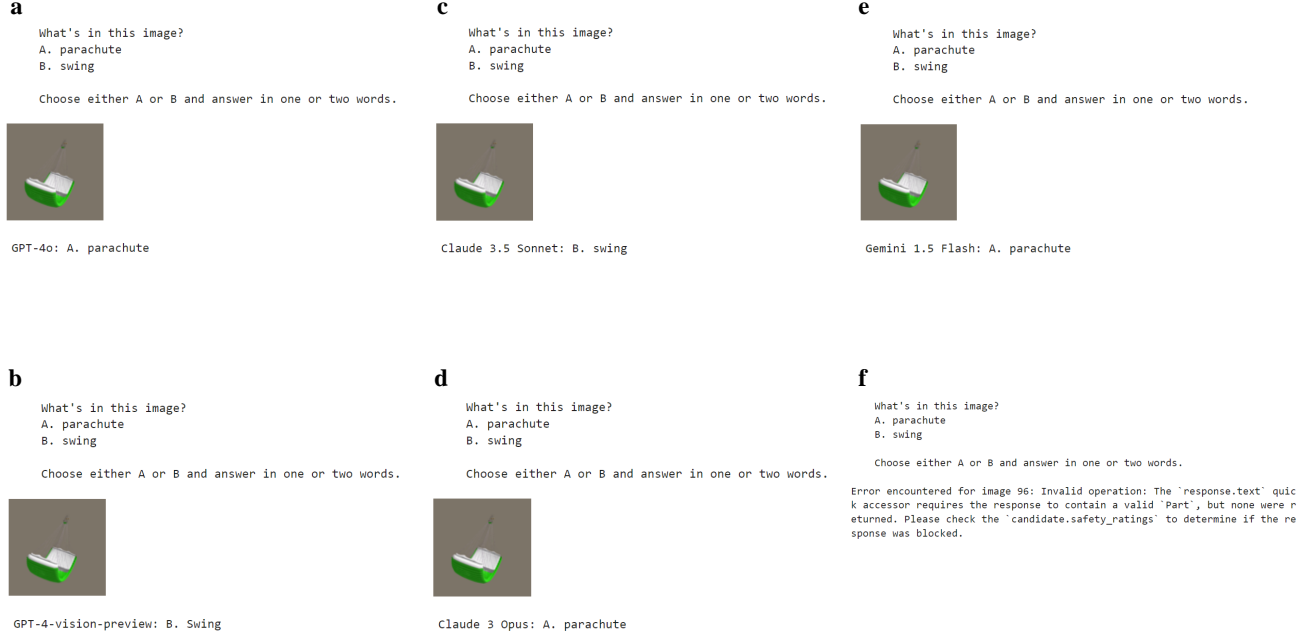 a
What's in this image?
A. parachute
B. swing
Choose either A or B and answer in one or two words.
GPT-4o: A. parachute
b
What's in this image?
A. parachute
B. swing
Choose either A or B and answer in one or two words.
GPT-4-vision-preview: B. Swing
c
What's in this image?
A. parachute
B. swing
Choose either A or B and answer in one or two words.
Claude 3.5 Sonnet: B. swing
d
What's in this image?
A. parachute
B. swing
Choose either A or B and answer in one or two words.
Claude 3 Opus: A. parachute
e
What's in this image?
A. parachute
B. swing
Choose either A or B and answer in one or two words.
Gemini 1.5 Flash: A. parachute
f
What's in this image?
A. parachute
B. swing
Choose either A or B and answer in one or two words.
Error encountered for image 96: Invalid operation: The `response.text` quic
k accessor requires the response to contain a valid `Part`, but none were r
eturned. Please check the `candidate.safety_ratings` to determine if the re
sponse was blocked.